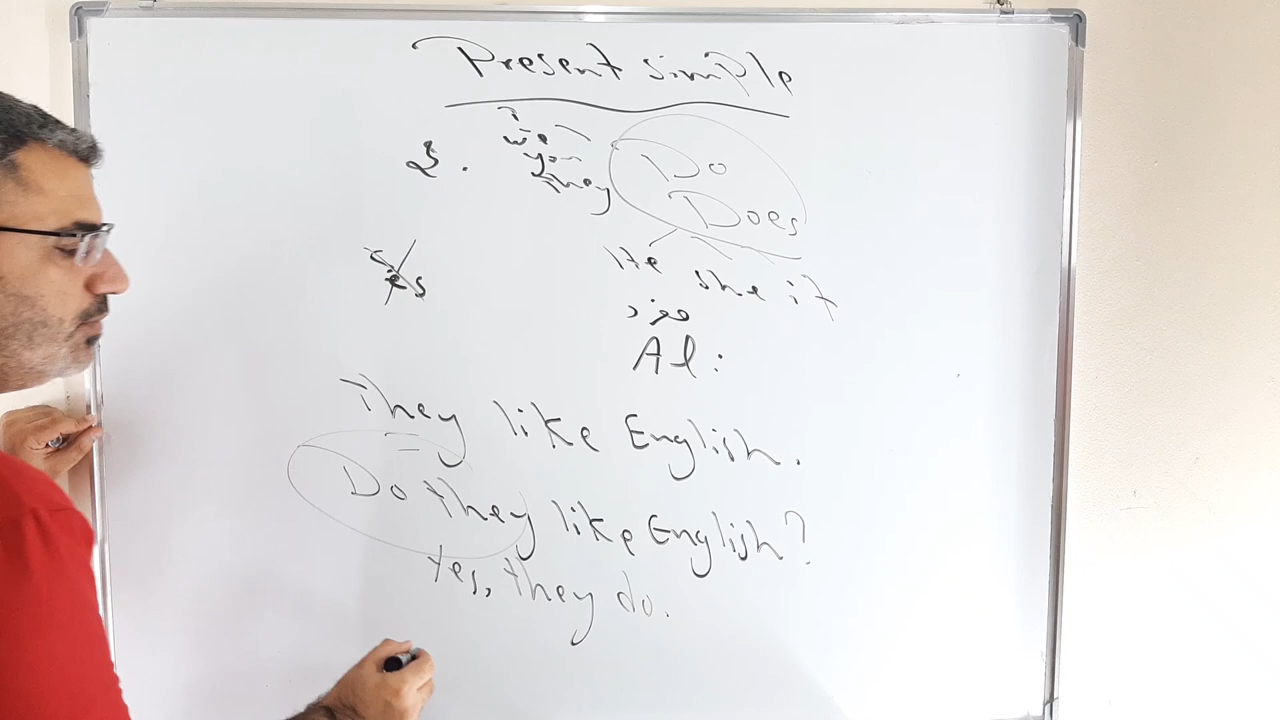 Present simple
we
you
they
Do
Does
He she it
مفرد
Al:
They like English.
Do they like English?
Yes, they do.